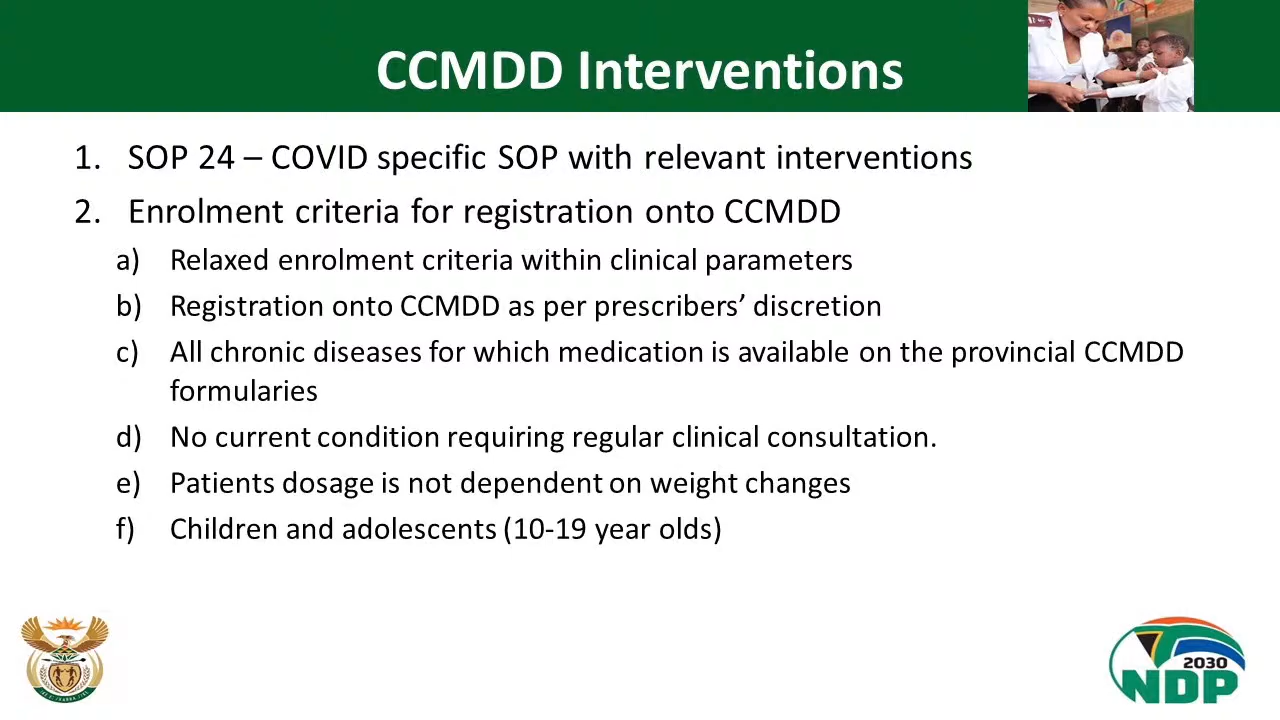 CCMDD Interventions
1. SOP 24 – COVID specific SOP with relevant interventions
2. Enrolment criteria for registration onto CCMDD
a) Relaxed enrolment criteria within clinical parameters
b) Registration onto CCMDD as per prescribers’ discretion
c) All chronic diseases for which medication is available on the provincial CCMDD
formularies
d) No current condition requiring regular clinical consultation.
e) Patients dosage is not dependent on weight changes
f) Children and adolescents (10-19 year olds)
2030
NDP